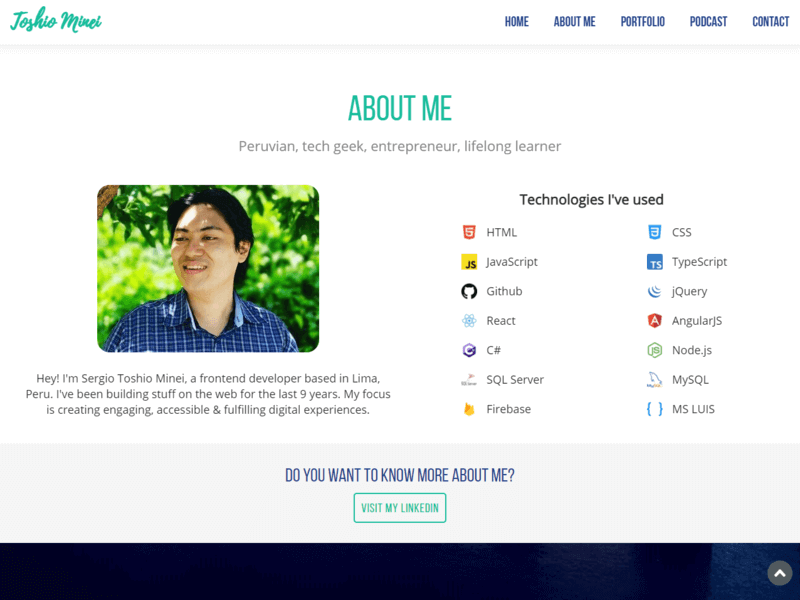 Toshio Minei
HOME ABOUT ME PORTFOLIO PODCAST CONTACT
ABOUT ME
Peruvian, tech geek, entrepreneur, lifelong learner
Hey! I'm Sergio Toshio Minei, a frontend developer based in Lima,
Peru. I've been building stuff on the web for the last 9 years. My focus
is creating engaging, accessible & fulfilling digital experiences.
Technologies I've used
HTML CSS
JS JavaScript TS TypeScript
Github jQuery
React AngularJS
C# Node.js
SQL Server MySQL
Firebase { } MS LUIS
DO YOU WANT TO KNOW MORE ABOUT ME?
VISIT MY LINKEDIN